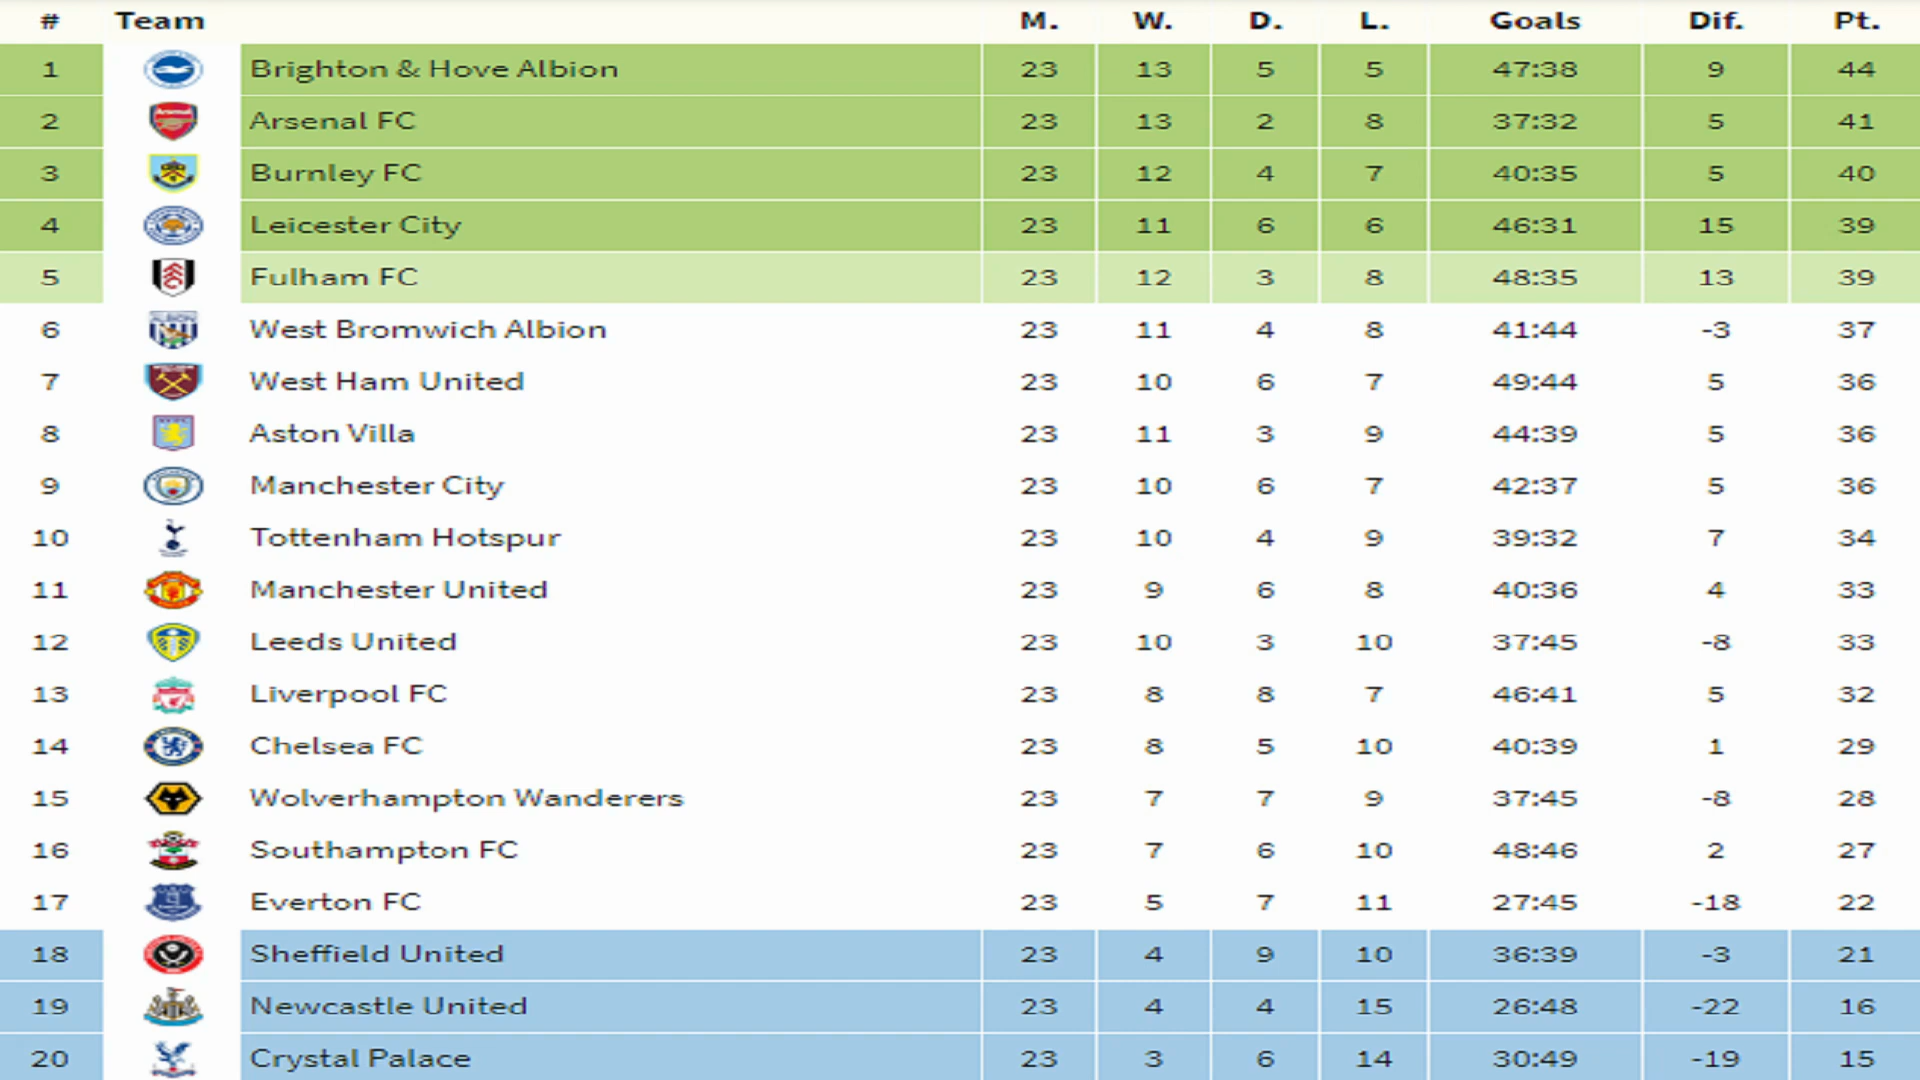 # Team M. W. D. L. Goals Dif. Pt.
1 Brighton & Hove Albion 23 13 5 5 47:38 9 44
2 Arsenal FC 23 13 2 8 37:32 5 41
3 Burnley FC 23 12 4 7 40:35 5 40
4 Leicester City 23 11 6 6 46:31 15 39
5 Fulham FC 23 12 3 8 48:35 13 39
6 West Bromwich Albion 23 11 4 8 41:44 -3 37
7 West Ham United 23 10 6 7 49:44 5 36
8 Aston Villa 23 11 3 9 44:39 5 36
9 Manchester City 23 10 6 7 42:37 5 36
10 Tottenham Hotspur 23 10 4 9 39:32 7 34
11 Manchester United 23 9 6 8 40:36 4 33
12 Leeds United 23 10 3 10 37:45 -8 33
13 Liverpool FC 23 8 8 7 46:41 5 32
14 Chelsea FC 23 8 5 10 40:39 1 29
15 Wolverhampton Wanderers 23 7 7 9 37:45 -8 28
16 Southampton FC 23 7 6 10 48:46 2 27
17 Everton FC 23 5 7 11 27:45 -18 22
18 Sheffield United 23 4 9 10 36:39 -3 21
19 Newcastle United 23 4 4 15 26:48 -22 16
20 Crystal Palace 23 3 6 14 30:49 -19 15